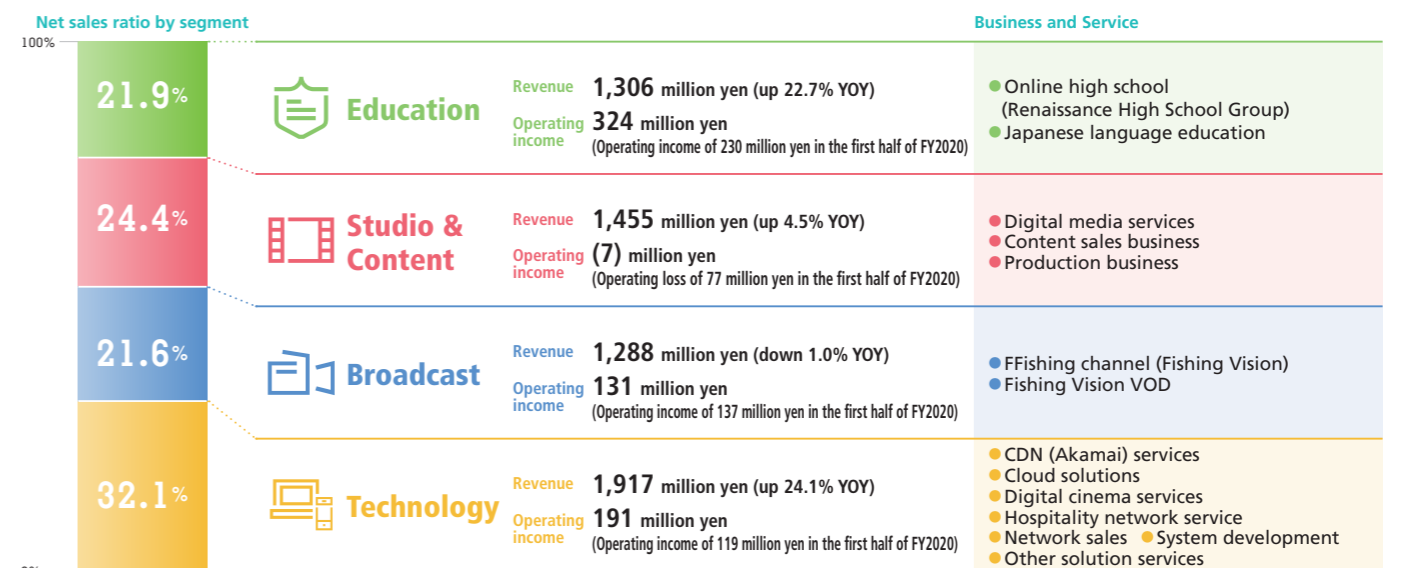 Net sales ratio by segment
Business and Service
100%
21.9%
Education
Revenue 1,306 million yen (up 22.7% YOY)
Operating income 324 million yen
(Operating income of 230 million yen in the first half of FY2020)
● Online high school
(Renaissance High School Group)
● Japanese language education
24.4%
Studio &
Content
Revenue 1,455 million yen (up 4.5% YOY)
Operating income (7) million yen
(Operating loss of 77 million yen in the first half of FY2020)
● Digital media services
● Content sales business
● Production business
21.6%
Broadcast
Revenue 1,288 million yen (down 1.0% YOY)
Operating income 131 million yen
(Operating income of 137 million yen in the first half of FY2020)
● FFishing channel (Fishing Vision)
● Fishing Vision VOD
32.1%
Technology
Revenue 1,917 million yen (up 24.1% YOY)
Operating income 191 million yen
(Operating income of 119 million yen in the first half of FY2020)
● CDN (Akamai) services
● Cloud solutions
● Digital cinema services
● Hospitality network service
● Network sales ● System development
● Other solution services